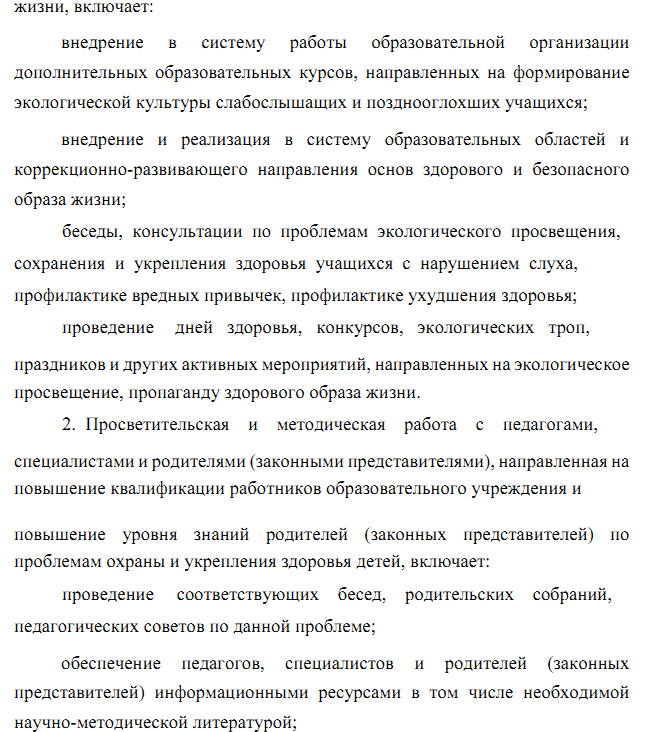 жизни, включает:
внедрение в систему работы образовательной организации
дополнительных образовательных курсов, направленных на формирование
экологической культуры слабослышащих и позднооглохших учащихся;
внедрение и реализация в систему образовательных областей и
коррекционно-развивающего направления основ здорового и безопасного
образа жизни;
беседы, консультации по проблемам экологического просвещения,
сохранения и укрепления здоровья учащихся с нарушением слуха,
профилактике вредных привычек, профилактике ухудшения здоровья;
проведение дней здоровья, конкурсов, экологических троп,
праздников и других активных мероприятий, направленных на экологическое
просвещение, пропаганду здорового образа жизни.
2. Просветительская и методическая работа с педагогами,
специалистами и родителями (законными представителями), направленная на
повышение квалификации работников образовательного учреждения и
повышение уровня знаний родителей (законных представителей) по
проблемам охраны и укрепления здоровья детей, включает:
проведение соответствующих бесед, родительских собраний,
педагогических советов по данной проблеме;
обеспечение педагогов, специалистов и родителей (законных
представителей) информационными ресурсами в том числе необходимой
научно-методической литературой;